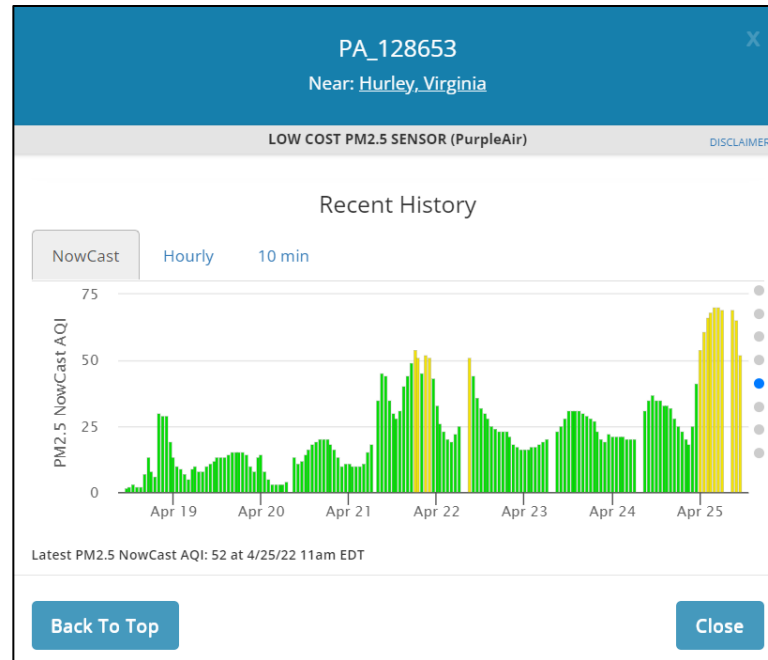 X
PA_128653
Near: Hurley, Virginia
LOW COST PM2.5 SENSOR (PurpleAir)
DISCLAIMER
Recent History
NowCast
Hourly
10 min
PM2.5 NowCast AQI
75
50
25
0
Apr 19
Apr 20
Apr 21
Apr 22
Apr 23
Apr 24
Apr 25
Latest PM2.5 NowCast AQI: 52 at 4/25/22 11am EDT
Back To Top
Close